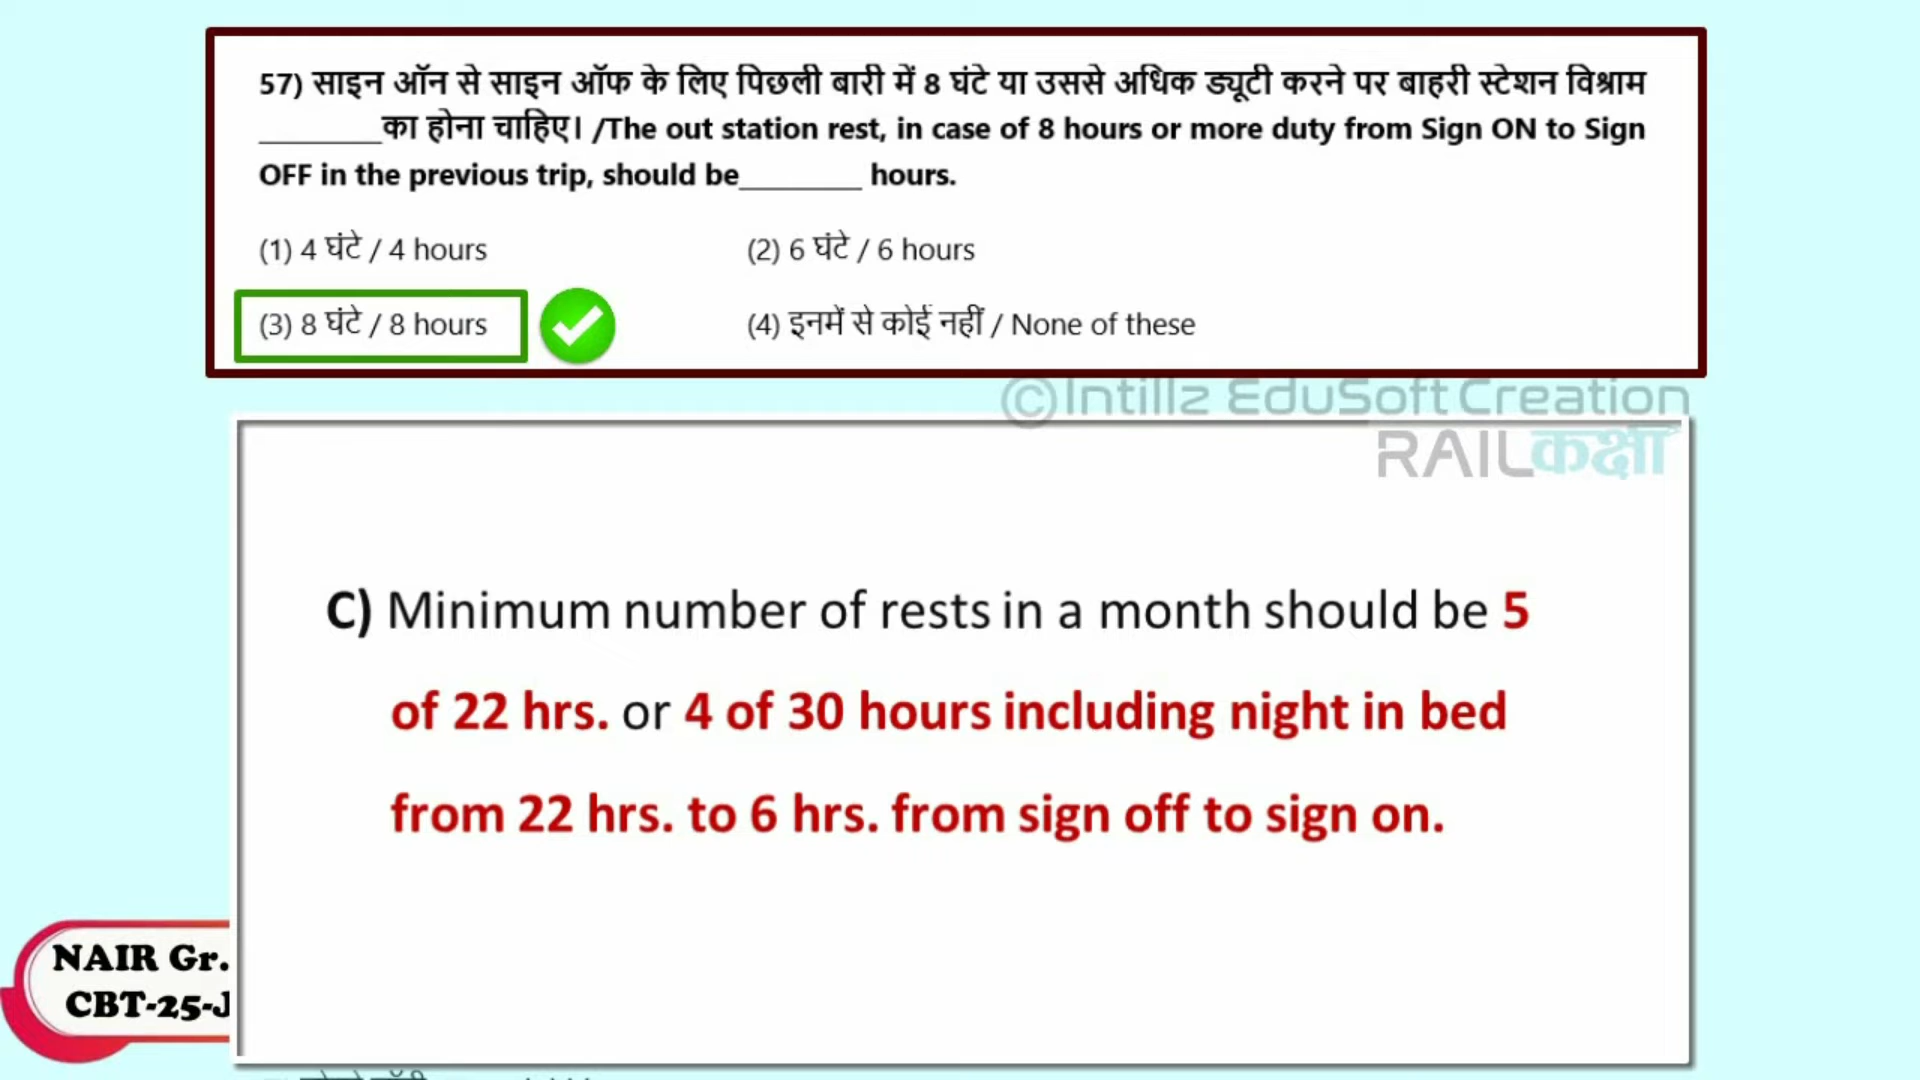 57) साइन ऑन से साइन ऑफ के लिए पिछली बारी में 8 घंटे या उससे अधिक ड्यूटी करने पर बाहरी स्टेशन विश्राम
________का होना चाहिए। /The out station rest, in case of 8 hours or more duty from Sign ON to Sign
OFF in the previous trip, should be________ hours.
(1) 4 घंटे / 4 hours
(2) 6 घंटे / 6 hours
(3) 8 घंटे / 8 hours
(4) इनमें से कोई नहीं / None of these
©Intillz EduSoft Creation
RAILकक्षा
C) Minimum number of rests in a month should be 5
of 22 hrs. or 4 of 30 hours including night in bed
from 22 hrs. to 6 hrs. from sign off to sign on.
NAIR Gr.
CBT-25-J